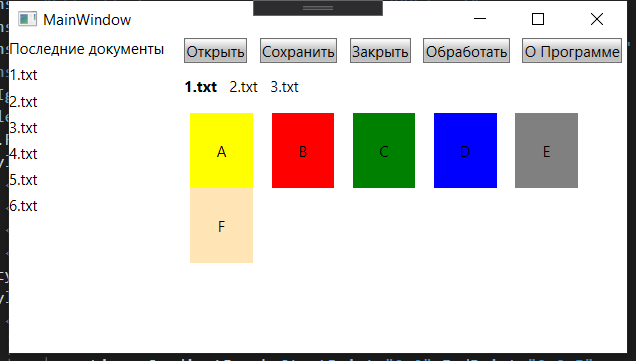 MainWindow
Последние документы
1.txt
2.txt
3.txt
4.txt
5.txt
6.txt
Открыть Сохранить Закрыть Обработать О Программе
1.txt 2.txt 3.txt
A B C D E
F